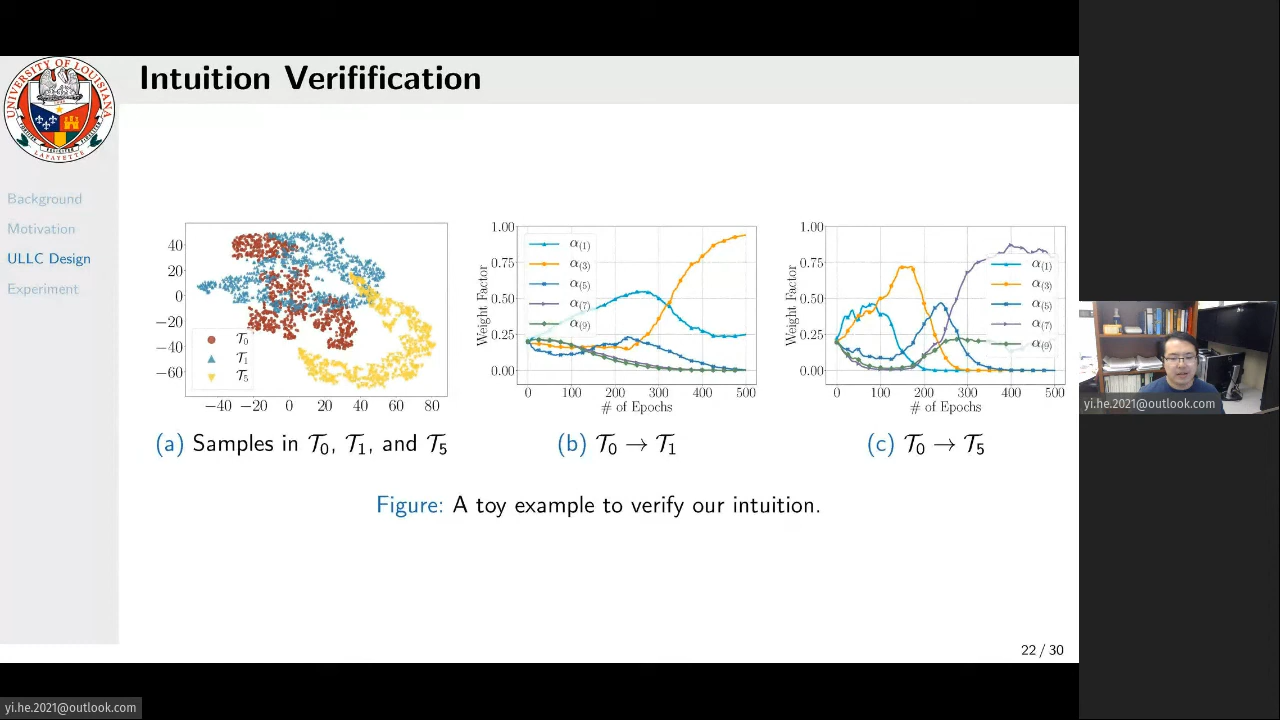 Intuition Verifification
UNIVERSITY OF LOUISIANA
LAFAYETTE
Background
Motivation
ULLC Design
Experiment
40
20
0
−20
−40
−60
−40 −20 0 20 40 60 80
T0
T1
T5
Weight Factor
1.00
0.75
0.50
0.25
0.00
0 100 200 300 400 500
# of Epochs
α(1)
α(3)
α(5)
α(7)
α(9)
Weight Factor
1.00
0.75
0.50
0.25
0.00
0 100 200 300 400 500
# of Epochs
α(1)
α(3)
α(5)
α(7)
α(9)
(a) Samples in T0, T1, and T5
(b) T0 → T1
(c) T0 → T5
Figure: A toy example to verify our intuition.
22 / 30
yi.he.2021@outlook.com
yi.he.2021@outlook.com